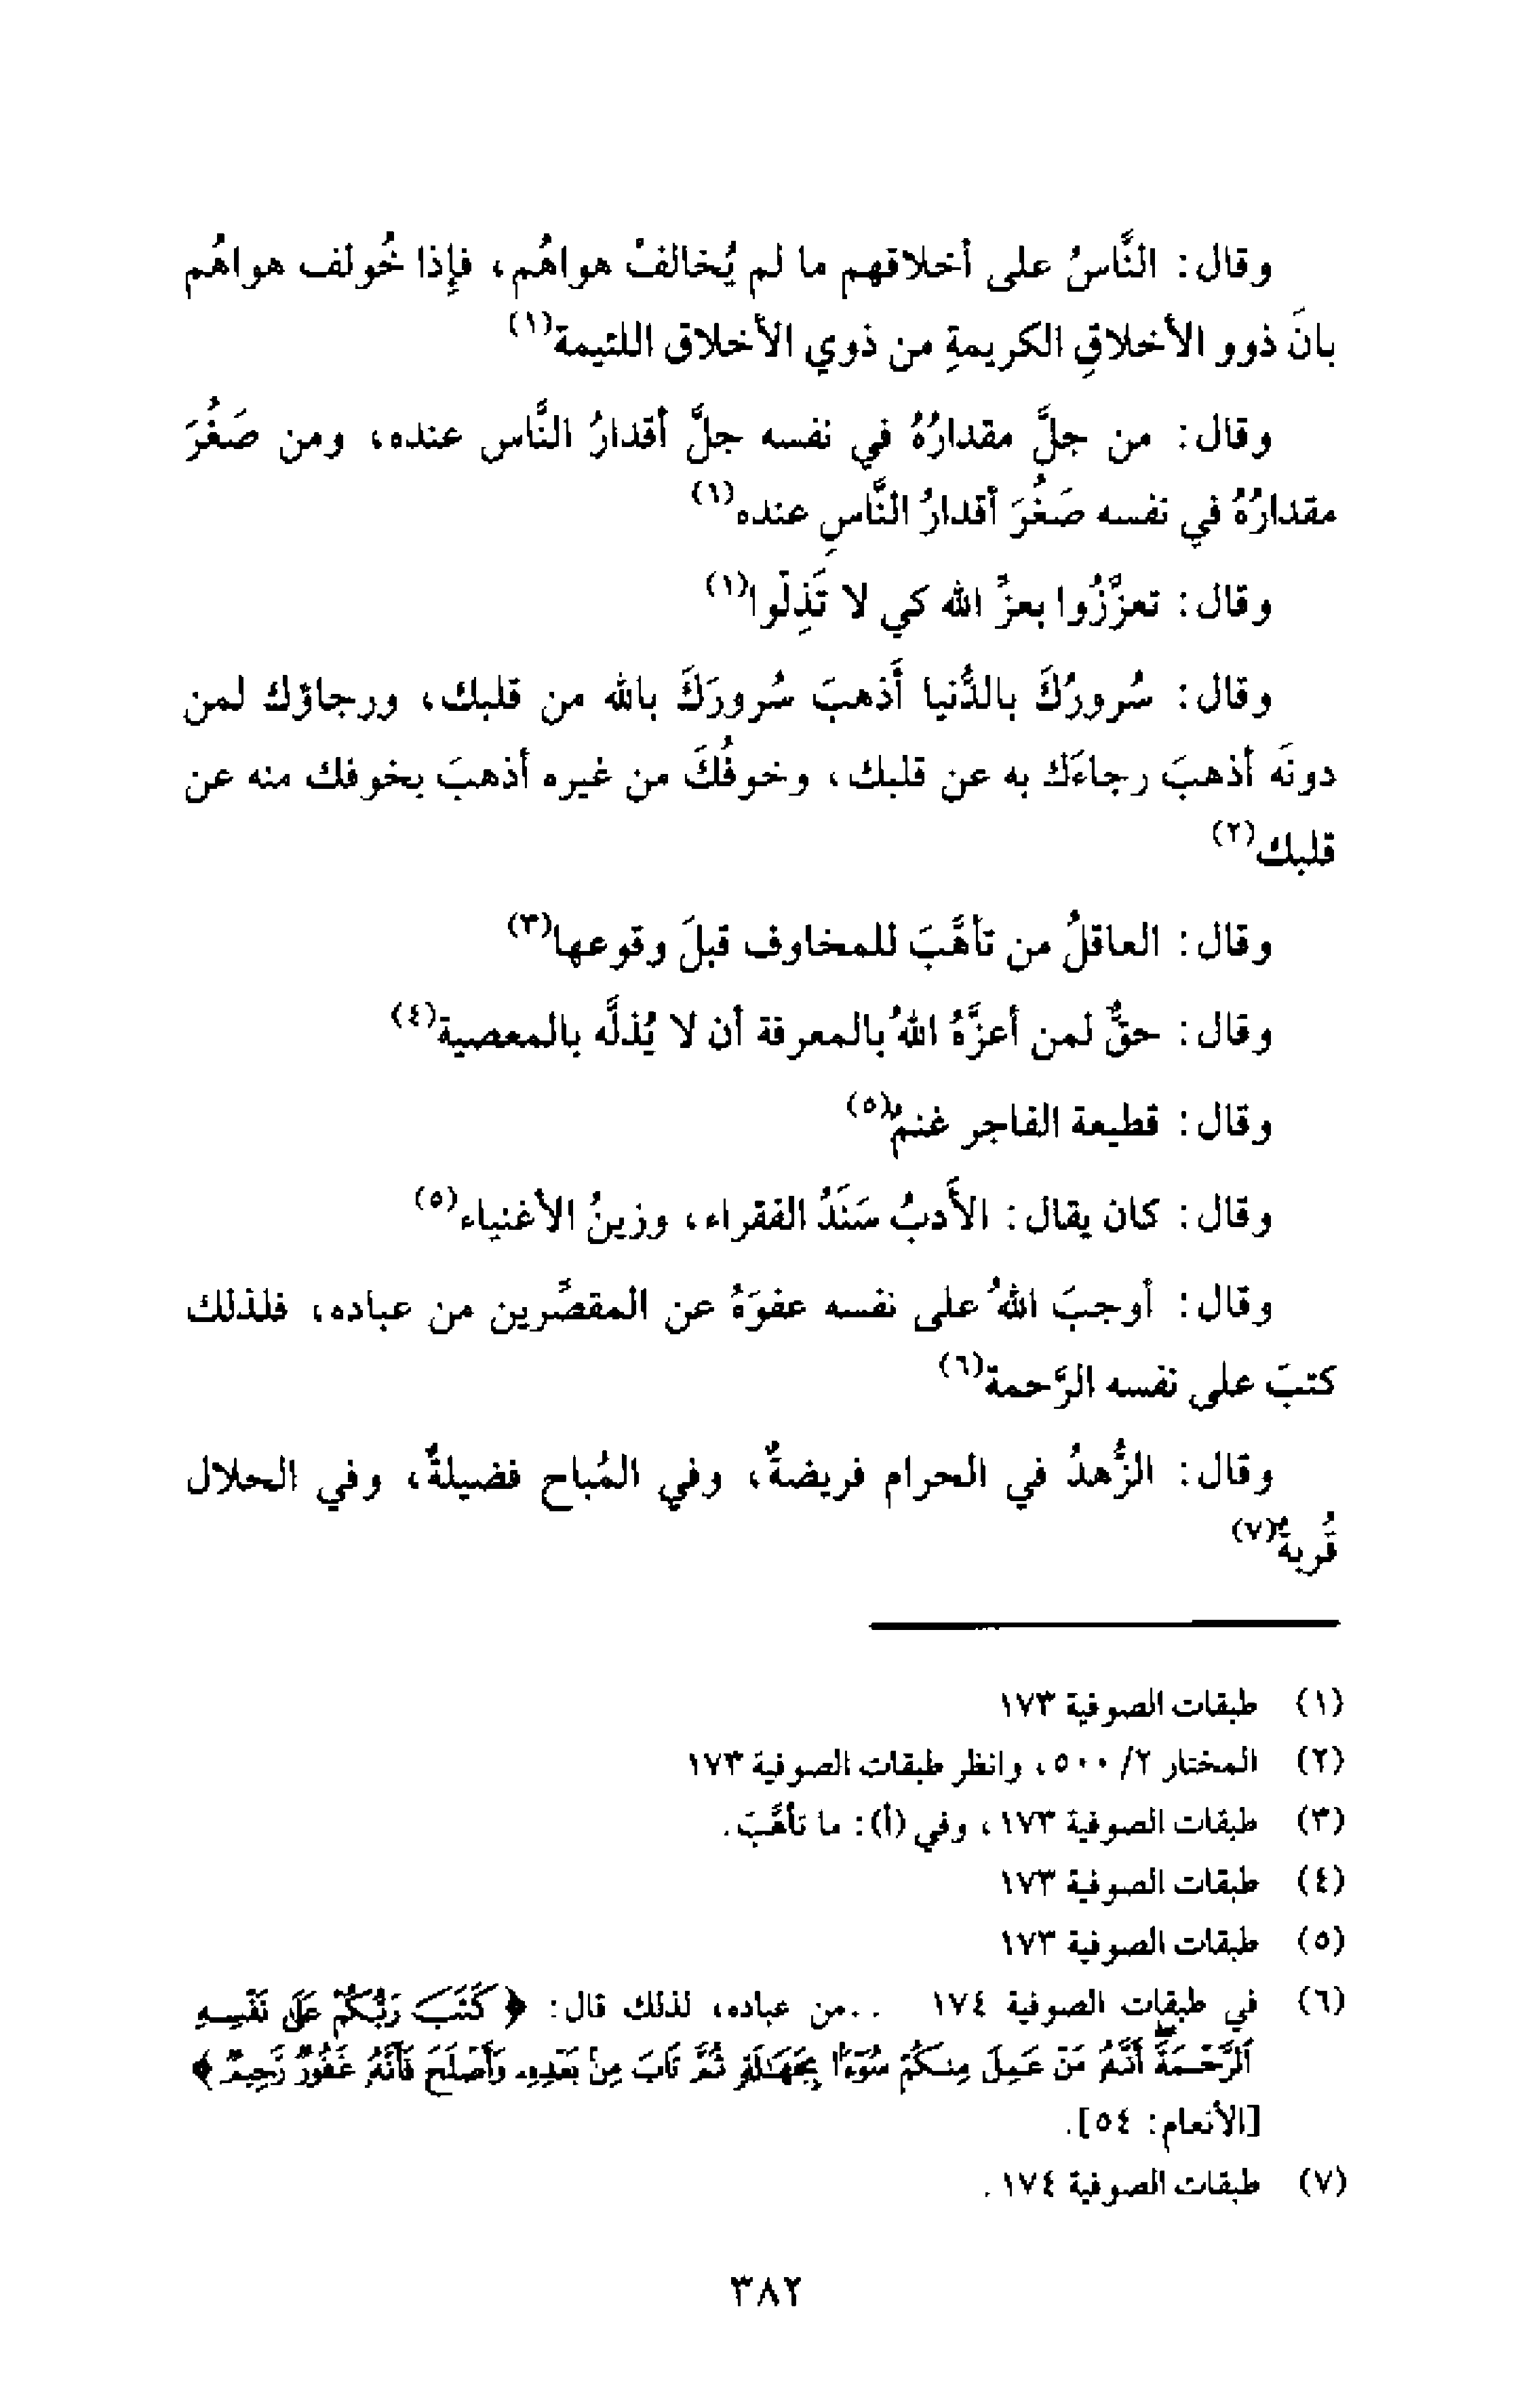 وقال: النَّاسُ على أخلاقهم ما لم يُخالفْ هواهُم، فإِذا خُولف هواهُم
بانَ ذوو الأخلاقِ الكريمةِ من ذوي الأخلاق اللئيمة(١)
وقال: من جلَّ مقدارُهُ في نفسه جلَّ أقدارُ النَّاس عنده، ومن صَغُرَ
مقدارُهُ في نفسه صَغُرَ أقدارُ النَّاسِ عنده(١)
وقال: تعزَّزُوا بعزِّ الله كي لا تَذِلّوا(١)
وقال: سُرورُكَ بالدُّنيا أَذهبَ سُرورَكَ بالله من قلبك، ورجاؤك لمن
دونَه أذهبَ رجاءَك به عن قلبك، وخوفُكَ من غيره أذهبَ بخوفك منه عن
قلبك(٢)
وقال: العاقلُ من تأهَّبَ للمخاوف قبلَ وقوعها(٣)
وقال: حقٌّ لمن أعزَّهُ اللهُ بالمعرفة أن لا يُذلَّه بالمعصية(٤)
وقال: قطيعة الفاجر غنمٌ(٥)
وقال: كان يقال: الأَدبُ سَنَدُ الفقراء، وزينُ الأغنياء(٥)
وقال: أوجبَ اللهُ على نفسه عفوَهُ عن المقصِّرين من عباده، فلذلك
كتبَ على نفسه الرَّحمة(٦)
وقال: الزُّهدُ في الحرام فريضةٌ، وفي المُباح فضيلةٌ، وفي الحلال
قُربةٌ(٧)
(١) طبقات الصوفية ١٧٣
(٢) المختار ٢/ ٥٠٠، وانظر طبقات الصوفية ١٧٣
(٣) طبقات الصوفية ١٧٣، وفي (أ): ما تأهَّبَ.
(٤) طبقات الصوفية ١٧٣
(٥) طبقات الصوفية ١٧٣
(٦) في طبقات الصوفية ١٧٤ ..من عباده، لذلك قال: ﴿كَتَبَ رَبُّكُمْ عَلَىٰ نَفْسِهِ
ٱلرَّحْمَةَ أَنَّهُ مَنْ عَمِلَ مِنكُمْ سُوٓءًا بِجَهَٰلَةٍ ثُمَّ تَابَ مِنۢ بَعْدِهِۦ وَأَصْلَحَ فَأَنَّهُ غَفُورٌ رَّحِيمٌ﴾
[الأنعام: ٥٤].
(٧) طبقات الصوفية ١٧٤.
٣٨٢